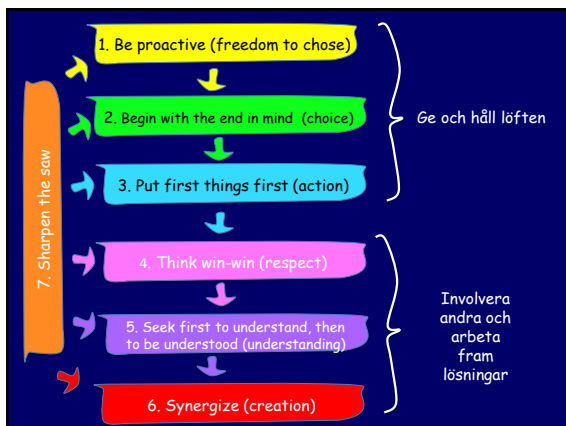 1. Be proactive (freedom to chose)
2. Begin with the end in mind (choice)
Ge och håll löften
3. Put first things first (action)
7. Sharpen the saw
4. Think win-win (respect)
5. Seek first to understand, then
to be understood (understanding)
Involvera
andra och
arbeta
fram
lösningar
6. Synergize (creation)